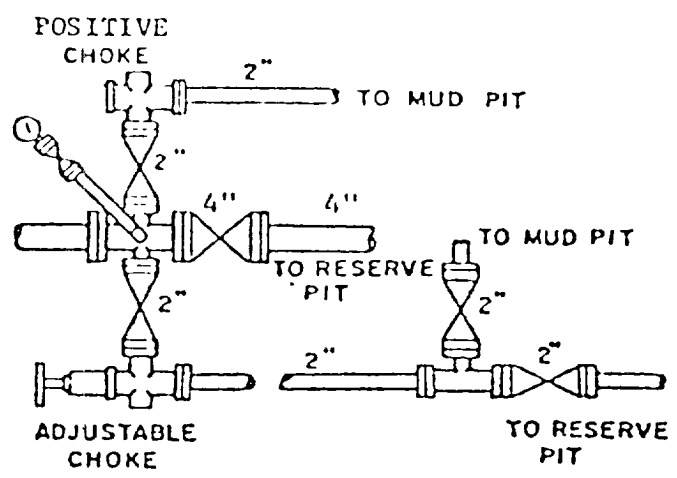 POSITIVE
CHOKE
2"
TO MUD PIT
2"
4"
4"
TO MUD PIT
TO RESERVE
PIT
2"
2"
2"
2"
ADJUSTABLE
CHOKE
TO RESERVE
PIT